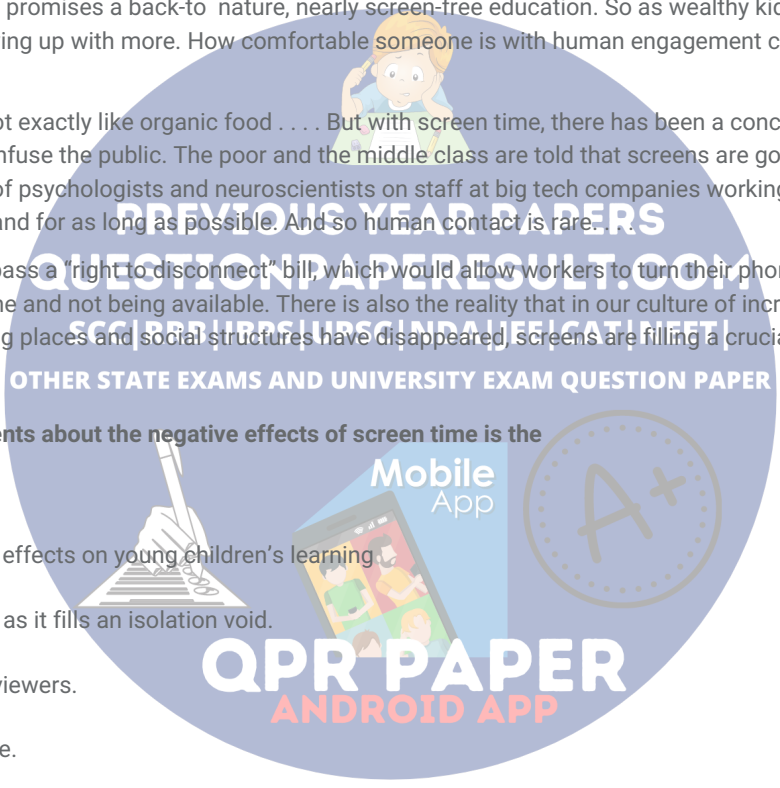 promises a back-to nature, nearly screen-free education. So as wealthy kid
ing up with more. How comfortable someone is with human engagement c
ot exactly like organic food . . . . But with screen time, there has been a conc
nfuse the public. The poor and the middle class are told that screens are go
of psychologists and neuroscientists on staff at big tech companies working
and for as long as possible. And so human contact is rare. . . .
PREVIOUS YEAR PAPERS
pass a “right to disconnect” bill, which would allow workers to turn their phon
QUESTIONPAPERESULT.COM
ne and not being available. There is also the reality that in our culture of incr
g places and social structures have disappeared, screens are filling a crucia
SCC|RRB|IBPS|UPSC|NDA|JEE|CAT|NEET|
OTHER STATE EXAMS AND UNIVERSITY EXAM QUESTION PAPER
ents about the negative effects of screen time is the
Mobile
App
A+
effects on young children’s learning
as it fills an isolation void.
viewers.
QPR PAPER
ANDROID APP
e.